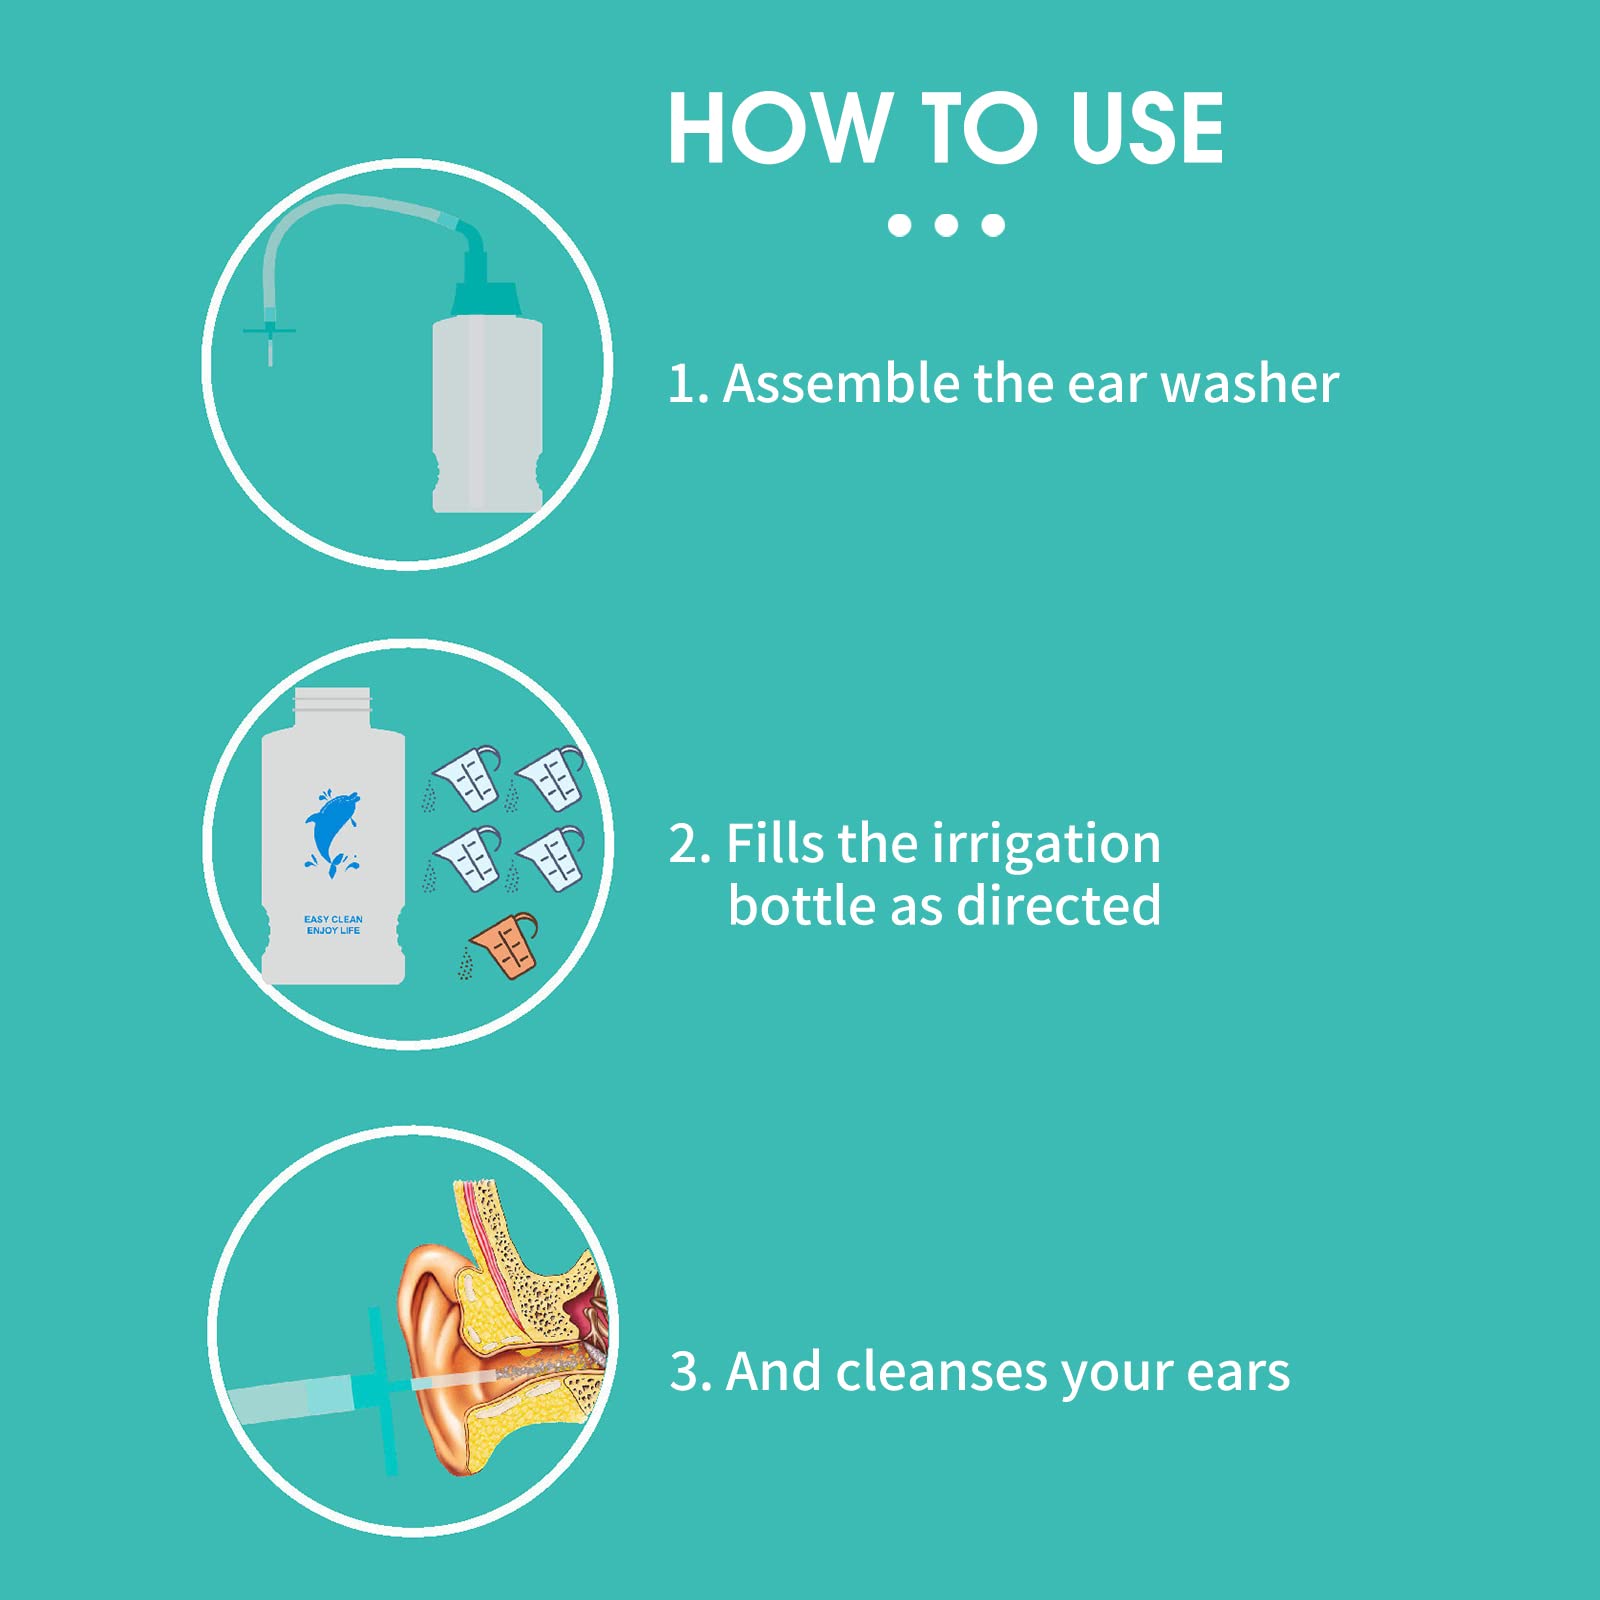 HOW TO USE
1. Assemble the ear washer
EASY CLEAN
ENJOY LIFE
2. Fills the irrigation
bottle as directed
3. And cleanses your ears